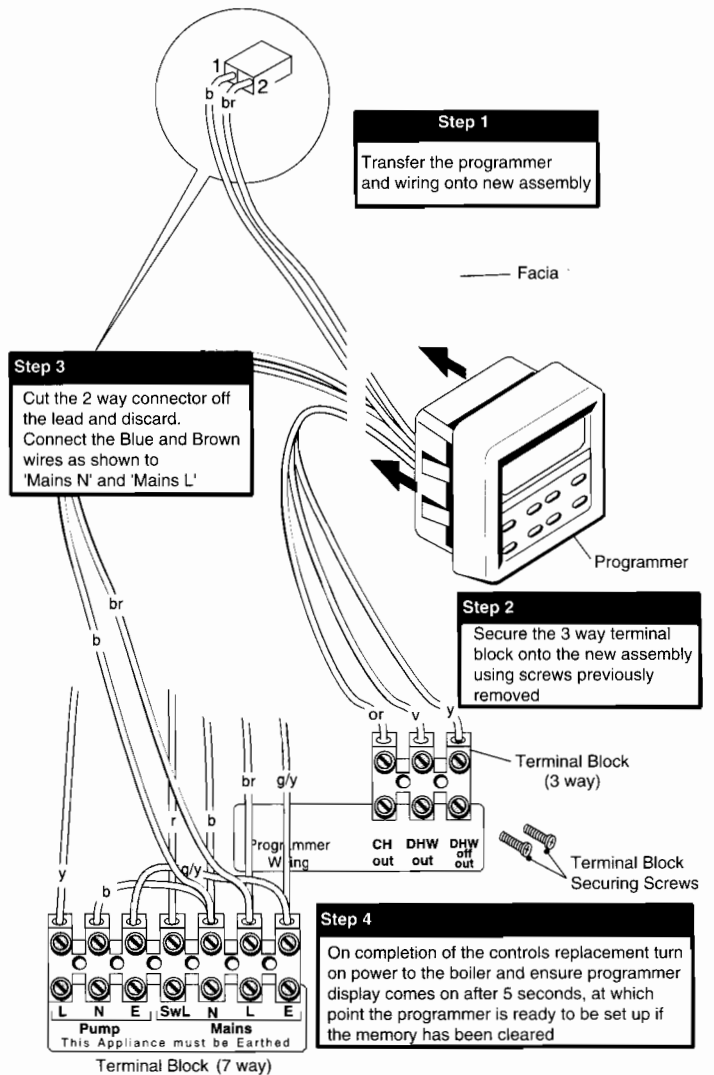 1
2
b
br
Step 1
Transfer the programmer
and wiring onto new assembly
Facia
Step 3
Cut the 2 way connector off
the lead and discard.
Connect the Blue and Brown
wires as shown to
'Mains N' and 'Mains L'
Programmer
Step 2
Secure the 3 way terminal
block onto the new assembly
using screws previously
removed
br
b
or
v
y
Terminal Block
(3 way)
br
g/y
r
b
Wiring
CH
out
DHW
out
DHW
off
out
Terminal Block
Securing Screws
y
b
g/y
Step 4
On completion of the controls replacement turn
on power to the boiler and ensure programmer
display comes on after 5 seconds, at which
point the programmer is ready to be set up if
the memory has been cleared
L N E SwL N L E
Pump Mains
This Appliance must be Earthed
Terminal Block (7 way)